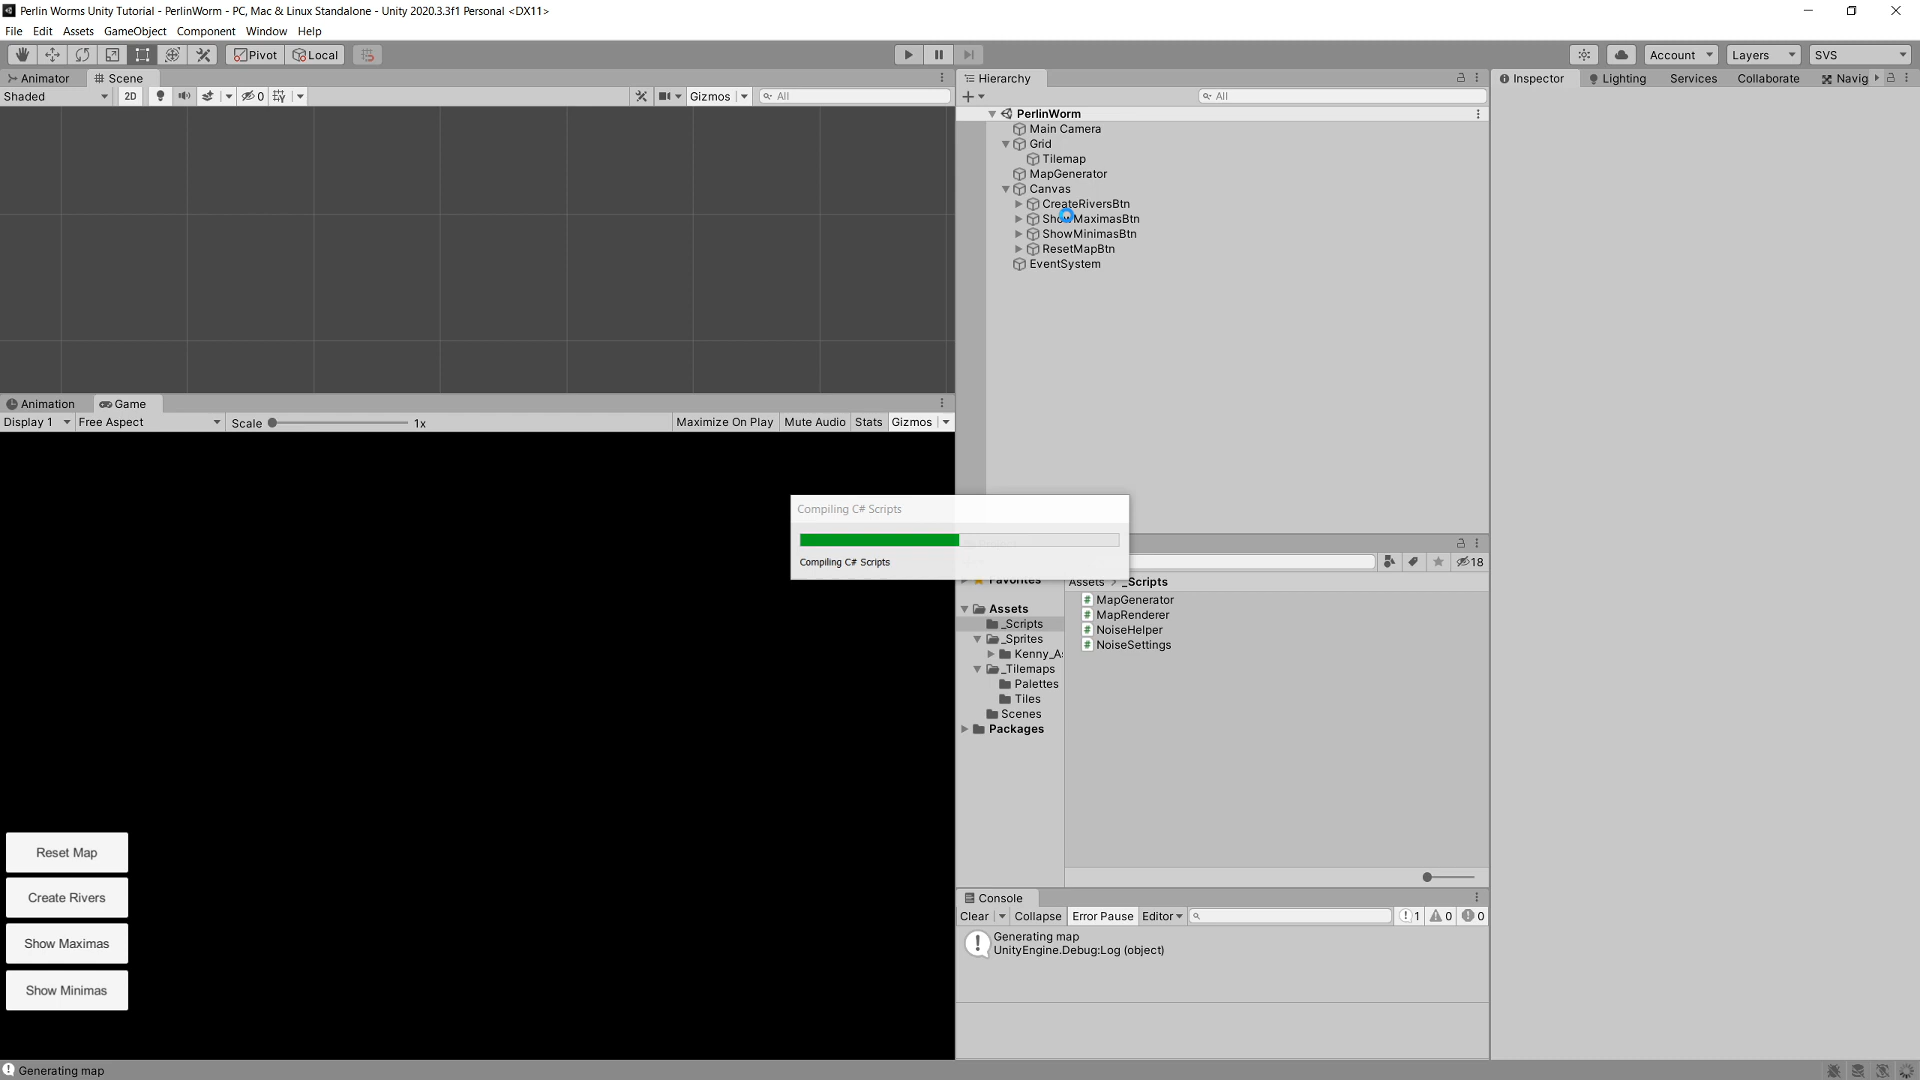 Perlin Worms Unity Tutorial - PerlinWorm - PC, Mac & Linux Standalone - Unity 2020.3.3f1 Personal <DX11>
File Edit Assets GameObject Component Window Help
Pivot Local Account Layers SVS
Animator Scene
Shaded 2D 0 Gizmos All
Animation Game
Display 1 Free Aspect Scale 1x Maximize On Play Mute Audio Stats Gizmos
Reset Map
Create Rivers
Show Maximas
Show Minimas
Hierarchy
All
PerlinWorm
Main Camera
Grid
Tilemap
MapGenerator
Canvas
CreateRiversBtn
ShowMaximasBtn
ShowMinimasBtn
ResetMapBtn
EventSystem
Compiling C# Scripts
Compiling C# Scripts
18
Favorites
Assets
_Scripts
_Sprites
Kenny_A
_Tilemaps
Palettes
Tiles
Scenes
Packages
Assets > _Scripts
MapGenerator
MapRenderer
NoiseHelper
NoiseSettings
Console
Clear Collapse Error Pause Editor 1 0 0
Generating map
UnityEngine.Debug:Log (object)
Inspector Lighting Services Collaborate Navig
Generating map